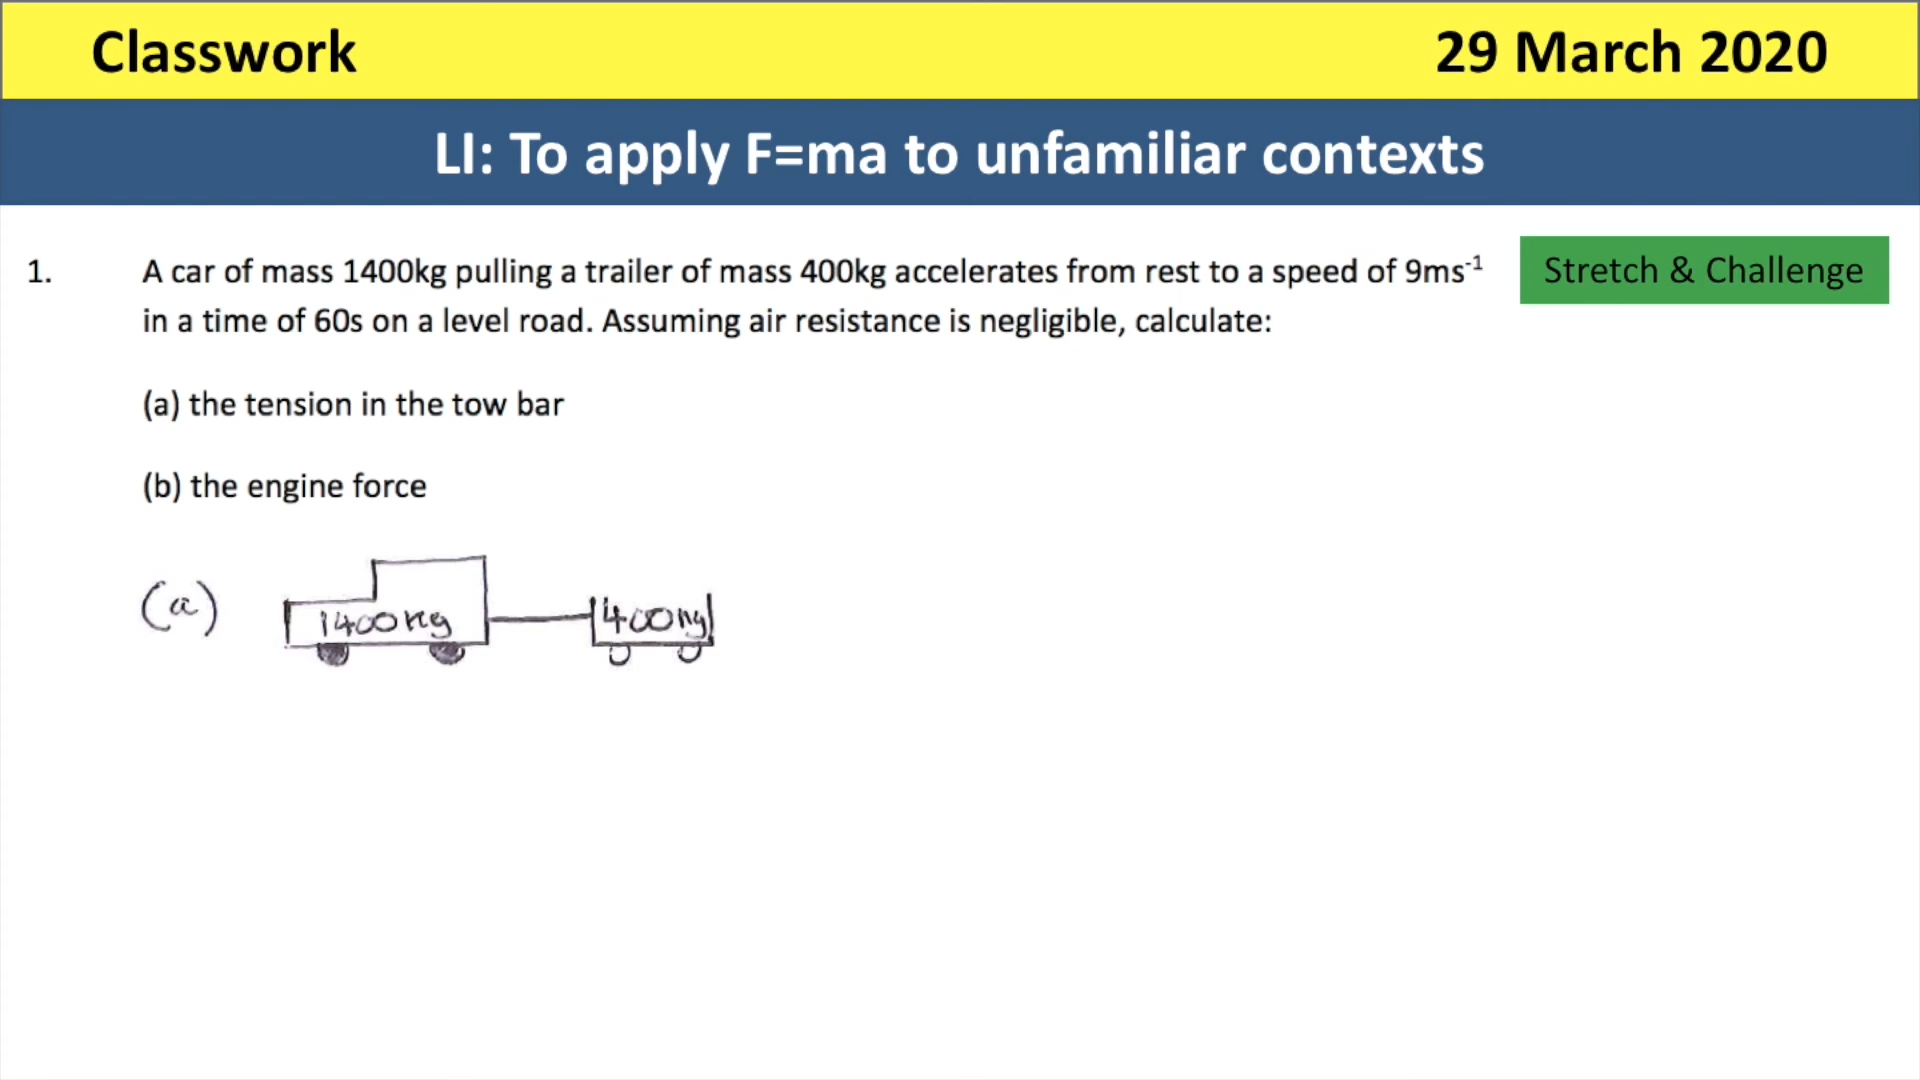 Classwork
29 March 2020
LI: To apply F=ma to unfamiliar contexts
1. A car of mass 1400kg pulling a trailer of mass 400kg accelerates from rest to a speed of 9ms⁻¹
in a time of 60s on a level road. Assuming air resistance is negligible, calculate:
Stretch & Challenge
(a) the tension in the tow bar
(b) the engine force
(a) 1400kg 400kg